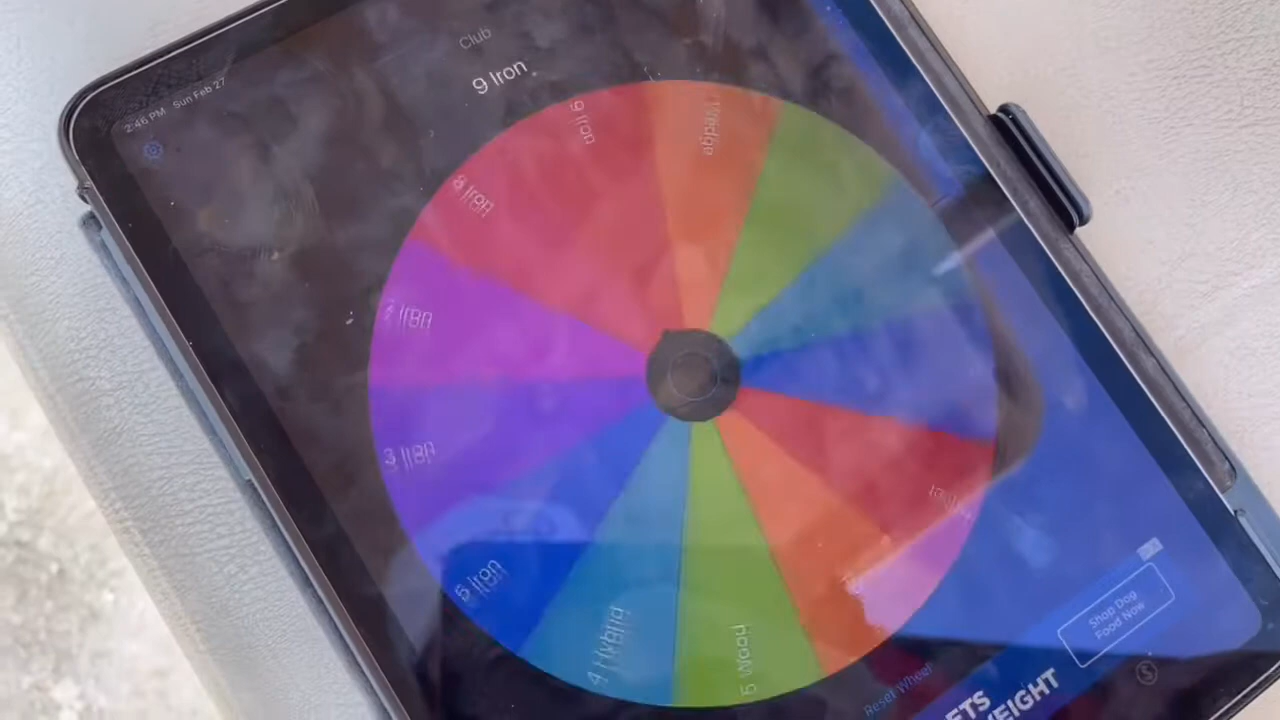 2:46 PM Sun Feb 27
Club
9 Iron
Wedge
9 Iron
8 Iron
7 Iron
3 Iron
5 Iron
4 Hybrid
5 Wood
Reset Wheel
Shop Dog
Food Now